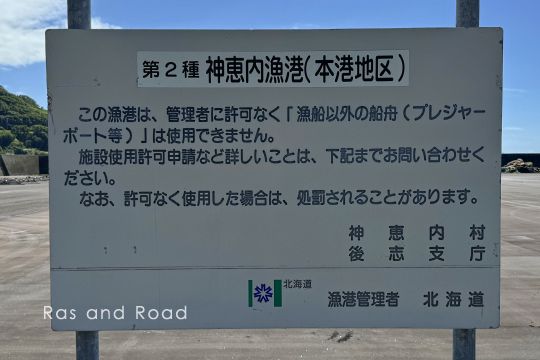 第2種 神恵内漁港(本港地区)
この漁港は、管理者に許可なく「漁船以外の船舟(プレジャー
ボート等)」は使用できません。
施設使用許可申請など詳しいことは、下記までお問い合わせく
ださい。
なお、許可なく使用した場合は、処罰されることがあります。
神恵内村
後志支庁
北海道
漁港管理者 北海道
Ras and Road